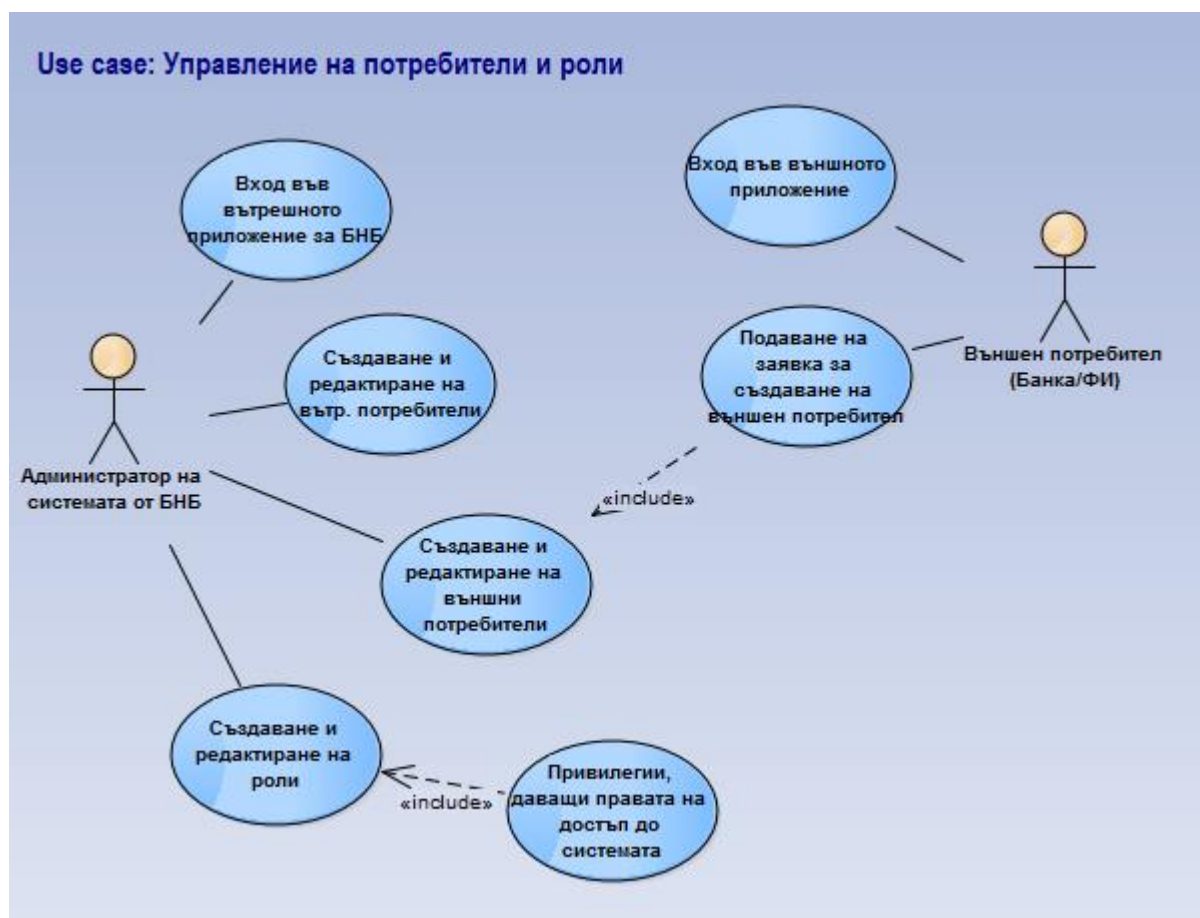 Use case: Управление на потребители и роли
Вход във
вътрешното
приложение за БНБ
Вход във външното
приложение
Създаване и
редактиране на
вътр. потребители
Подаване на
заявка за
създаване на
външен потребител
Външен потребител
(Банка/ФИ)
Администратор на
системата от БНБ
«include»
Създаване и
редактиране на
външни
потребители
Създаване и
редактиране на
роли
«include»
Привилегии,
даващи правата на
достъп до
системата